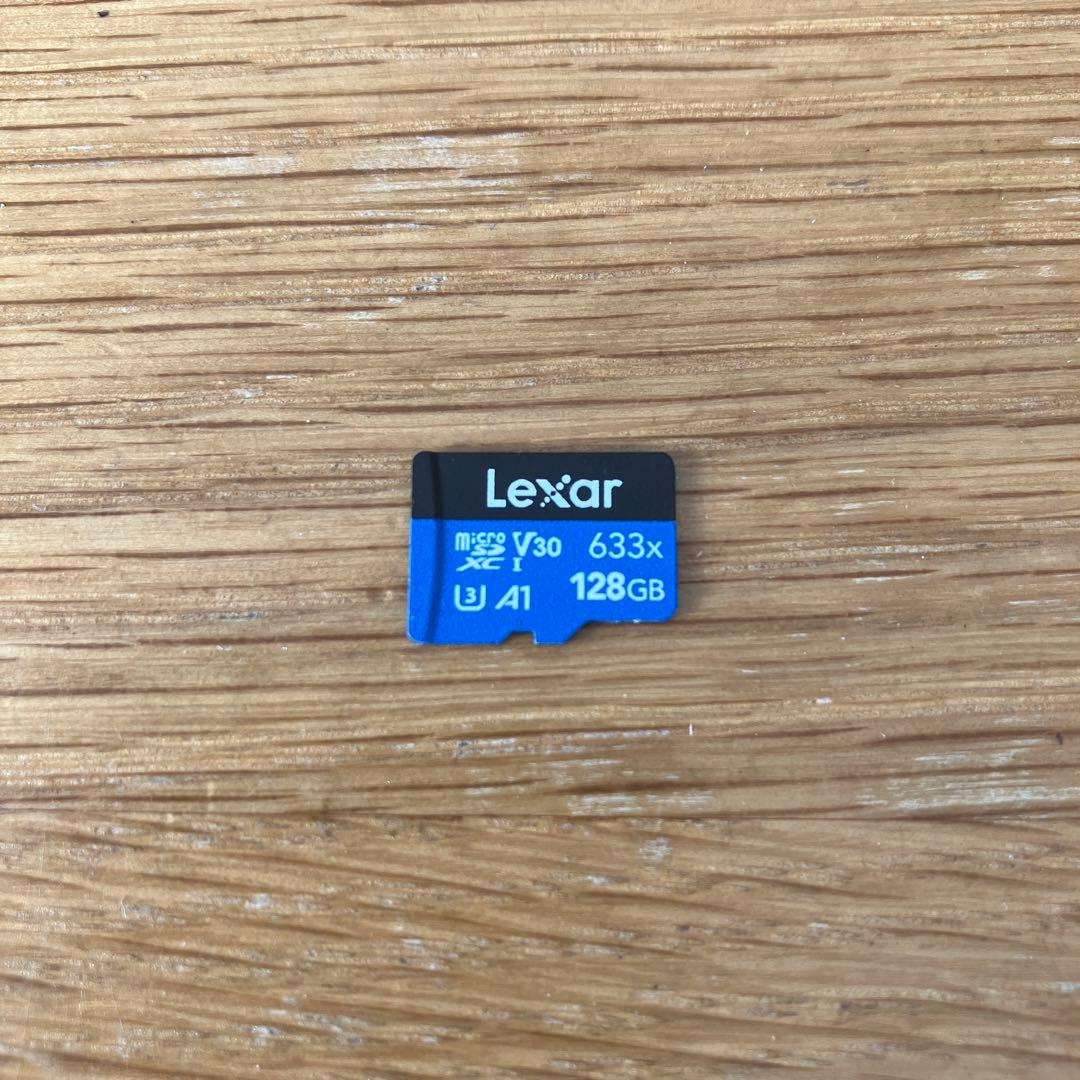 Lexar
micro SD XC I V30 633x
U3 A1 128GB